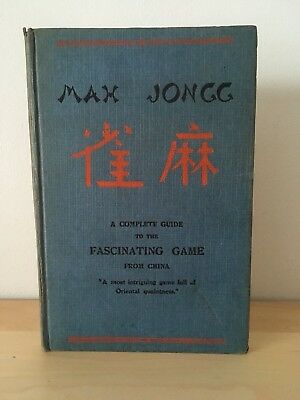 MAH JONGG
雀麻
A COMPLETE GUIDE
TO THE
FASCINATING GAME
FROM CHINA
"A most intriguing game full of
Oriental quaintness."